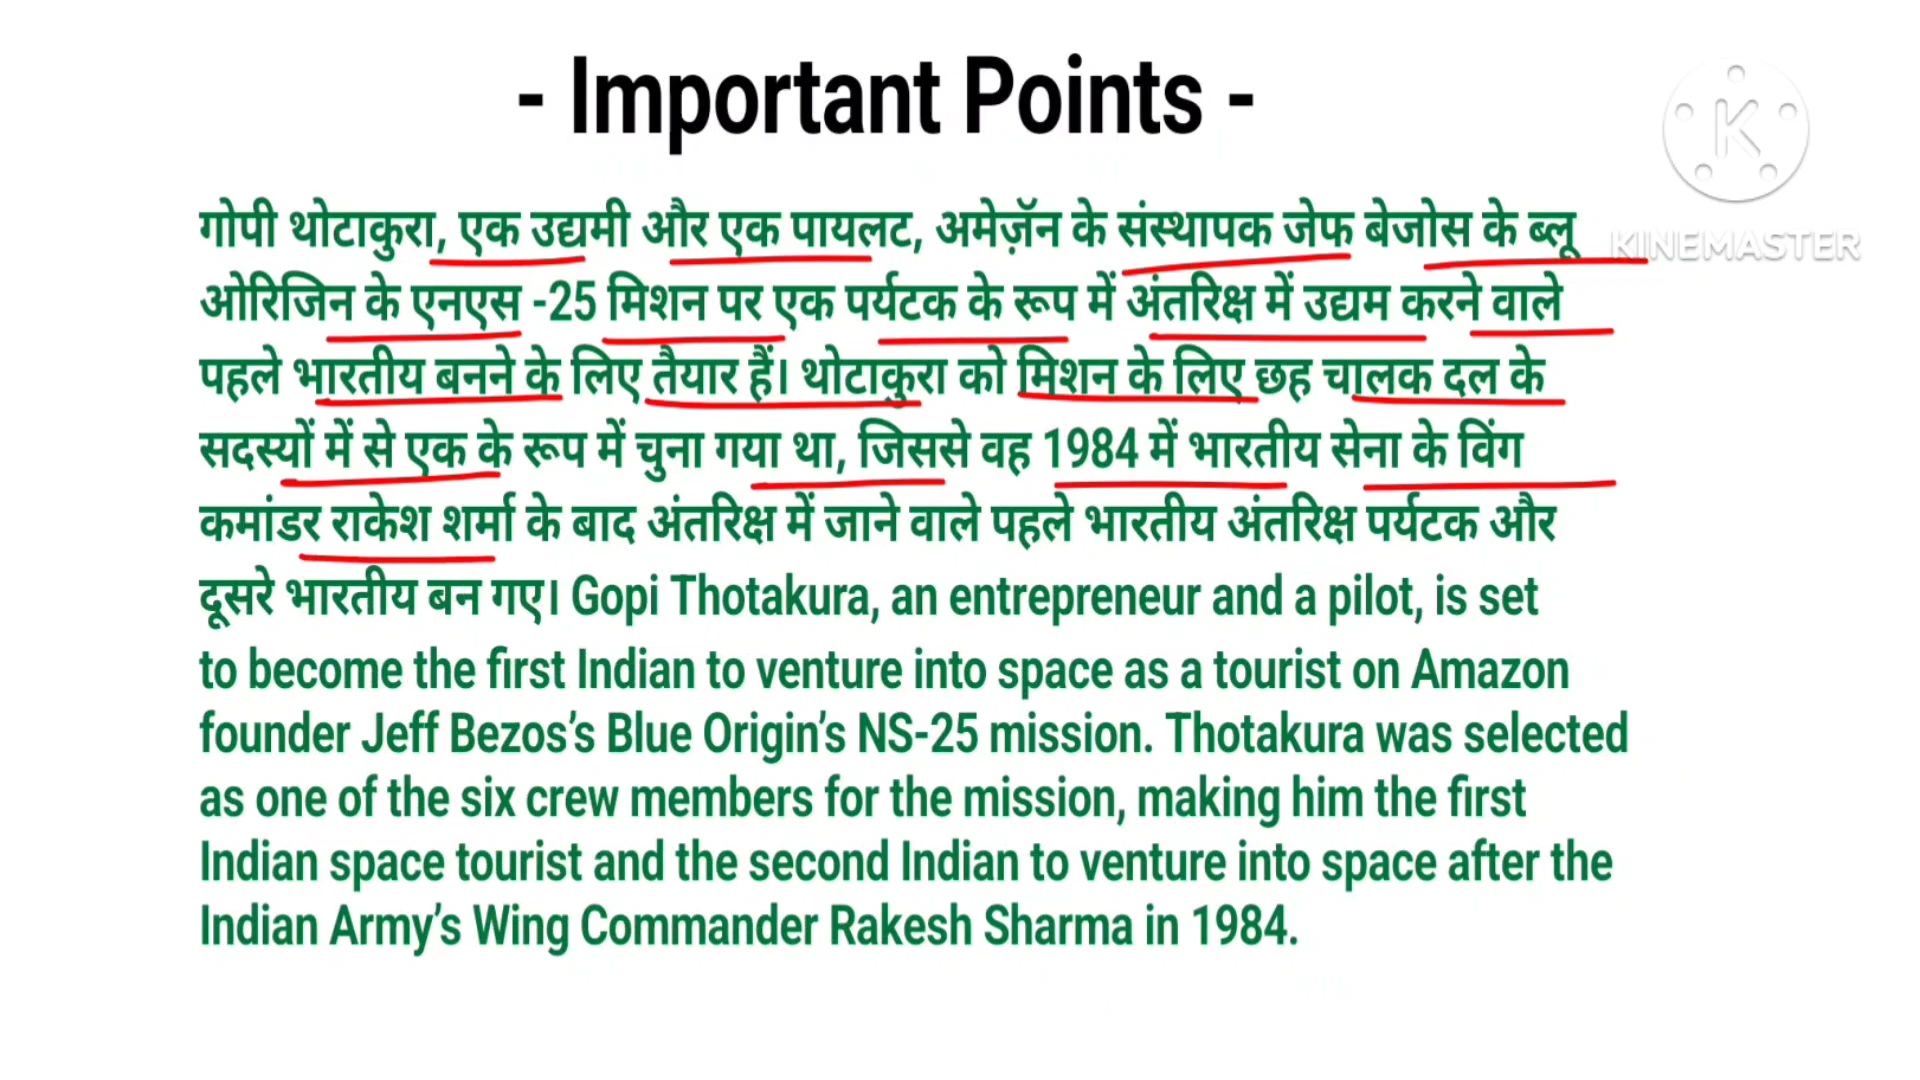 - Important Points -
K
KINEMASTER
गोपी थोटाकुरा, एक उद्यमी और एक पायलट, अमेज़ॅन के संस्थापक जेफ बेजोस के ब्लू
ओरिजिन के एनएस -25 मिशन पर एक पर्यटक के रूप में अंतरिक्ष में उद्यम करने वाले
पहले भारतीय बनने के लिए तैयार हैं। थोटाकुरा को मिशन के लिए छह चालक दल के
सदस्यों में से एक के रूप में चुना गया था, जिससे वह 1984 में भारतीय सेना के विंग
कमांडर राकेश शर्मा के बाद अंतरिक्ष में जाने वाले पहले भारतीय अंतरिक्ष पर्यटक और
दूसरे भारतीय बन गए। Gopi Thotakura, an entrepreneur and a pilot, is set
to become the first Indian to venture into space as a tourist on Amazon
founder Jeff Bezos’s Blue Origin’s NS-25 mission. Thotakura was selected
as one of the six crew members for the mission, making him the first
Indian space tourist and the second Indian to venture into space after the
Indian Army’s Wing Commander Rakesh Sharma in 1984.